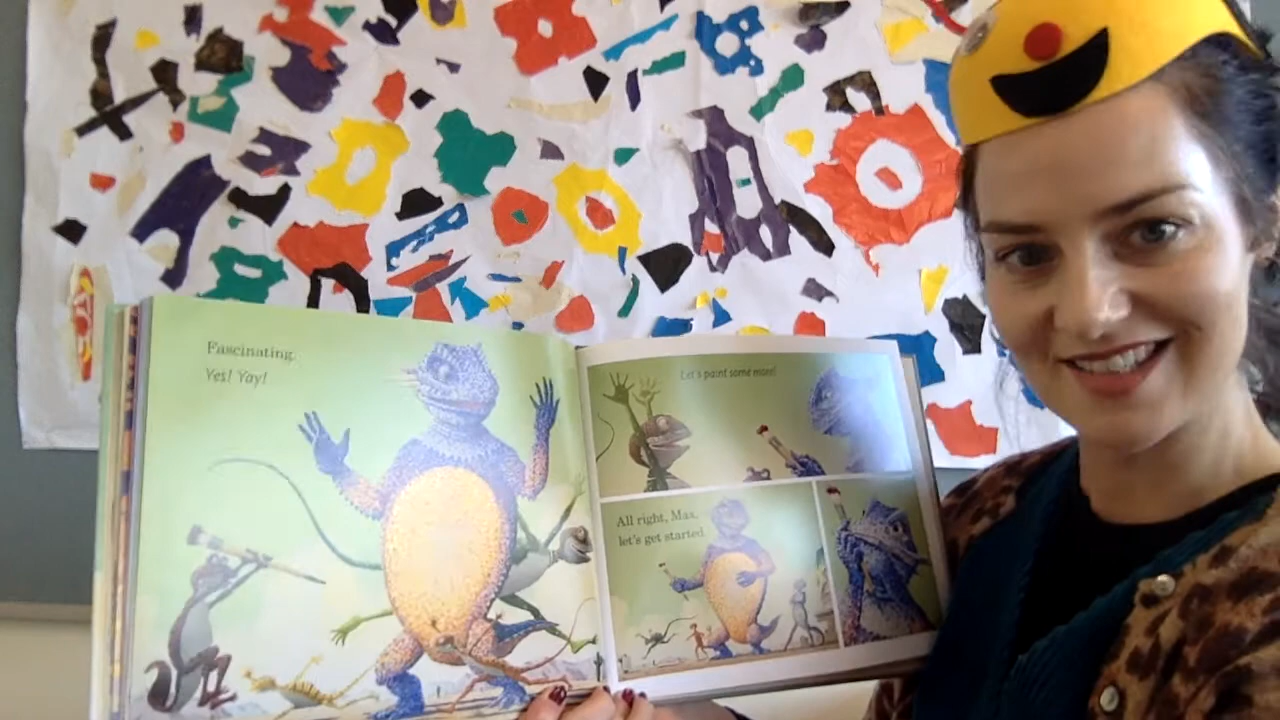 Fascinating.
Yes! Yay!
Let's paint some more!
All right, Max,
let's get started.